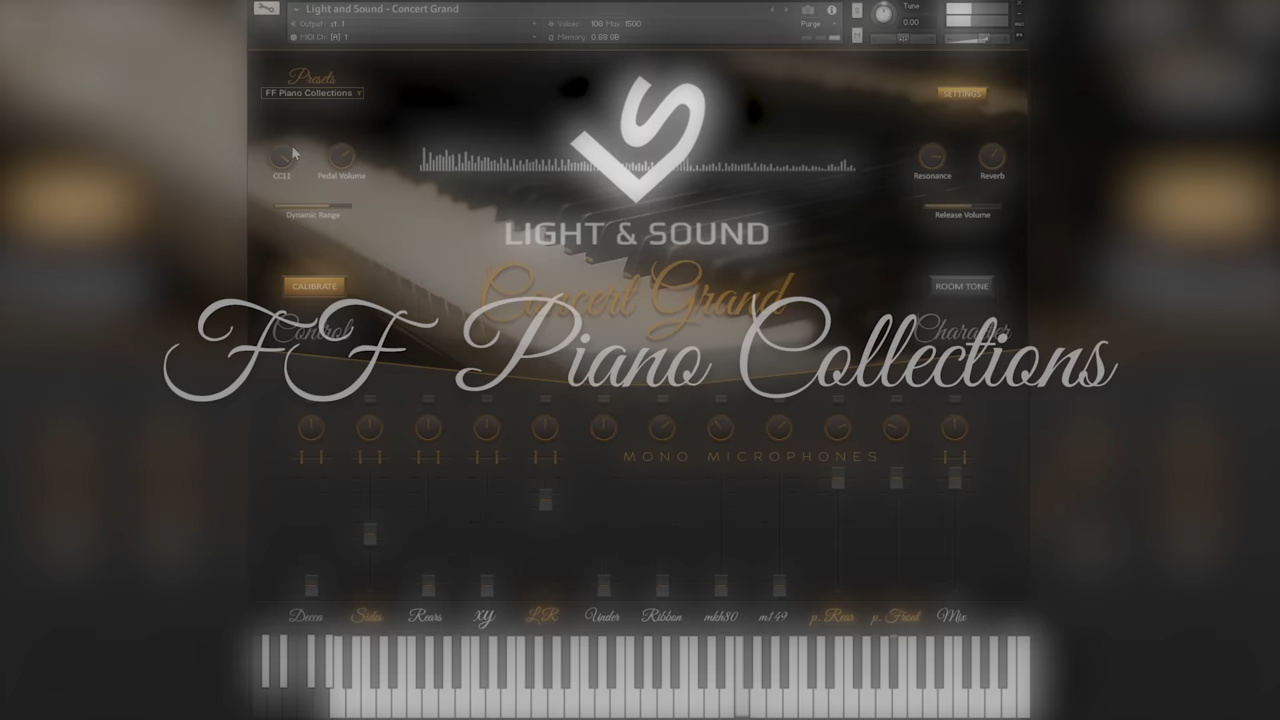 Light and Sound - Concert Grand
Output: st. 1
Voices: 108 Max: 1500
Purge
MIDI Ch: [A] 1
Memory: 0.68 GB
S
M
Tune
0.00
Presets
FF Piano Collections
SETTINGS
LS
CC11
Pedal Volume
Resonance
Reverb
Dynamic Range
Release Volume
LIGHT & SOUND
Concert Grand
CALIBRATE
ROOM TONE
Control
Character
FF Piano Collections
MONO MICROPHONES
Decca
Sides
Rears
XY
L/R
Under
Ribbon
mkh80
m149
p. Rear
p. Front
Mix